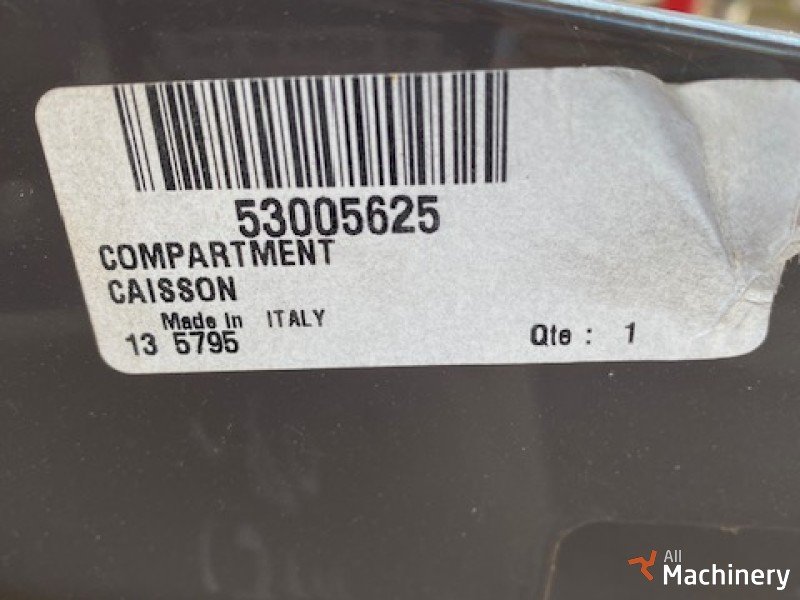 53005625
COMPARTMENT
CAISSON
Made in ITALY
13 5795 Qte : 1
All
Machinery